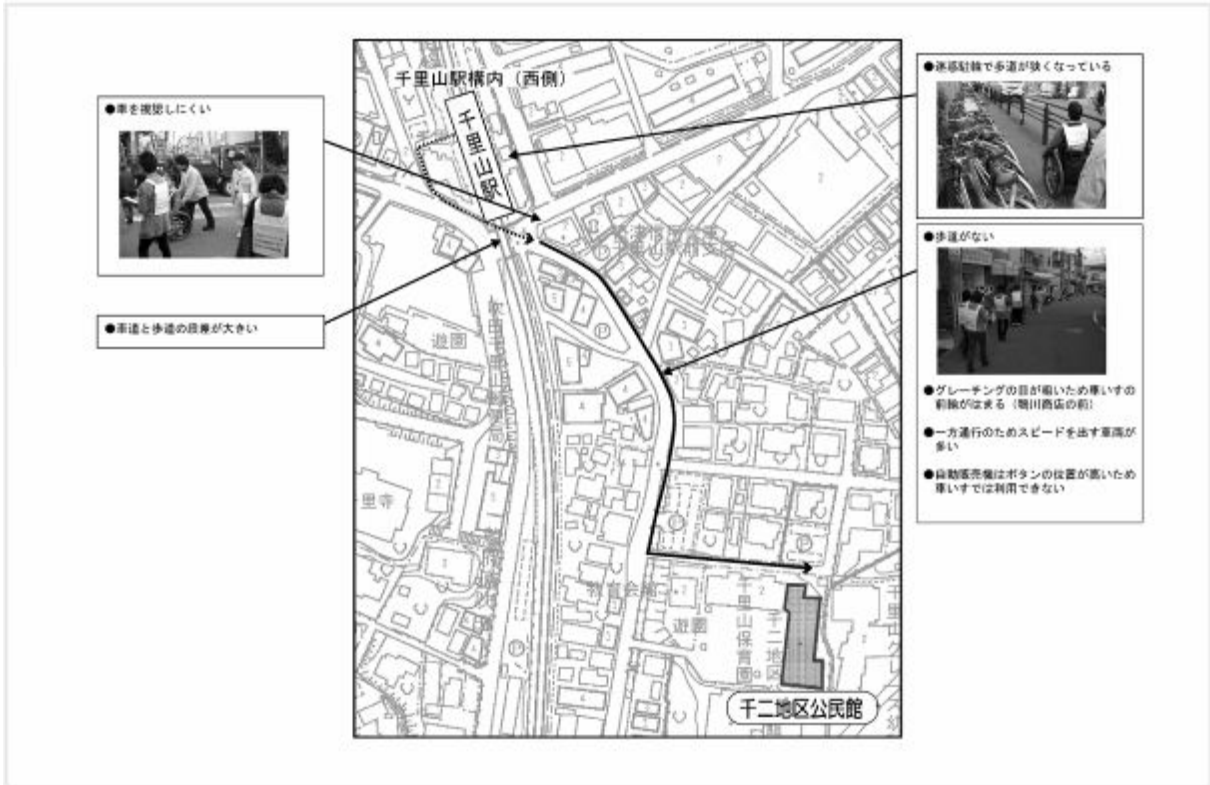 千里山駅構内（西側）
千里山駅
●車を視認しにくい
●車道と歩道の段差が大きい
●迷惑駐輪で歩道が狭くなっている
●歩道がない
●グレーチングの目が粗いため車いすの
前輪がはまる（鴨川商店の前）
●一方通行のためスピードを出す車両が
多い
●自動販売機はボタンの位置が高いため
車いすでは利用できない
遊園
里寺
遊園
千里山保育園
千二地区
千二地区公民館